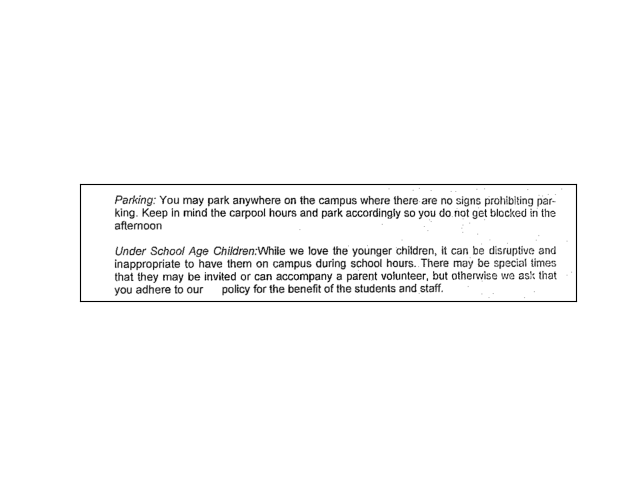 Parking: You may park anywhere on the campus where there are no signs prohibiting par-
king. Keep in mind the carpool hours and park accordingly so you do not get blocked in the
afternoon
Under School Age Children:While we love the younger children, it can be disruptive and
inappropriate to have them on campus during school hours. There may be special times
that they may be invited or can accompany a parent volunteer, but otherwise we ask that
you adhere to our policy for the benefit of the students and staff.